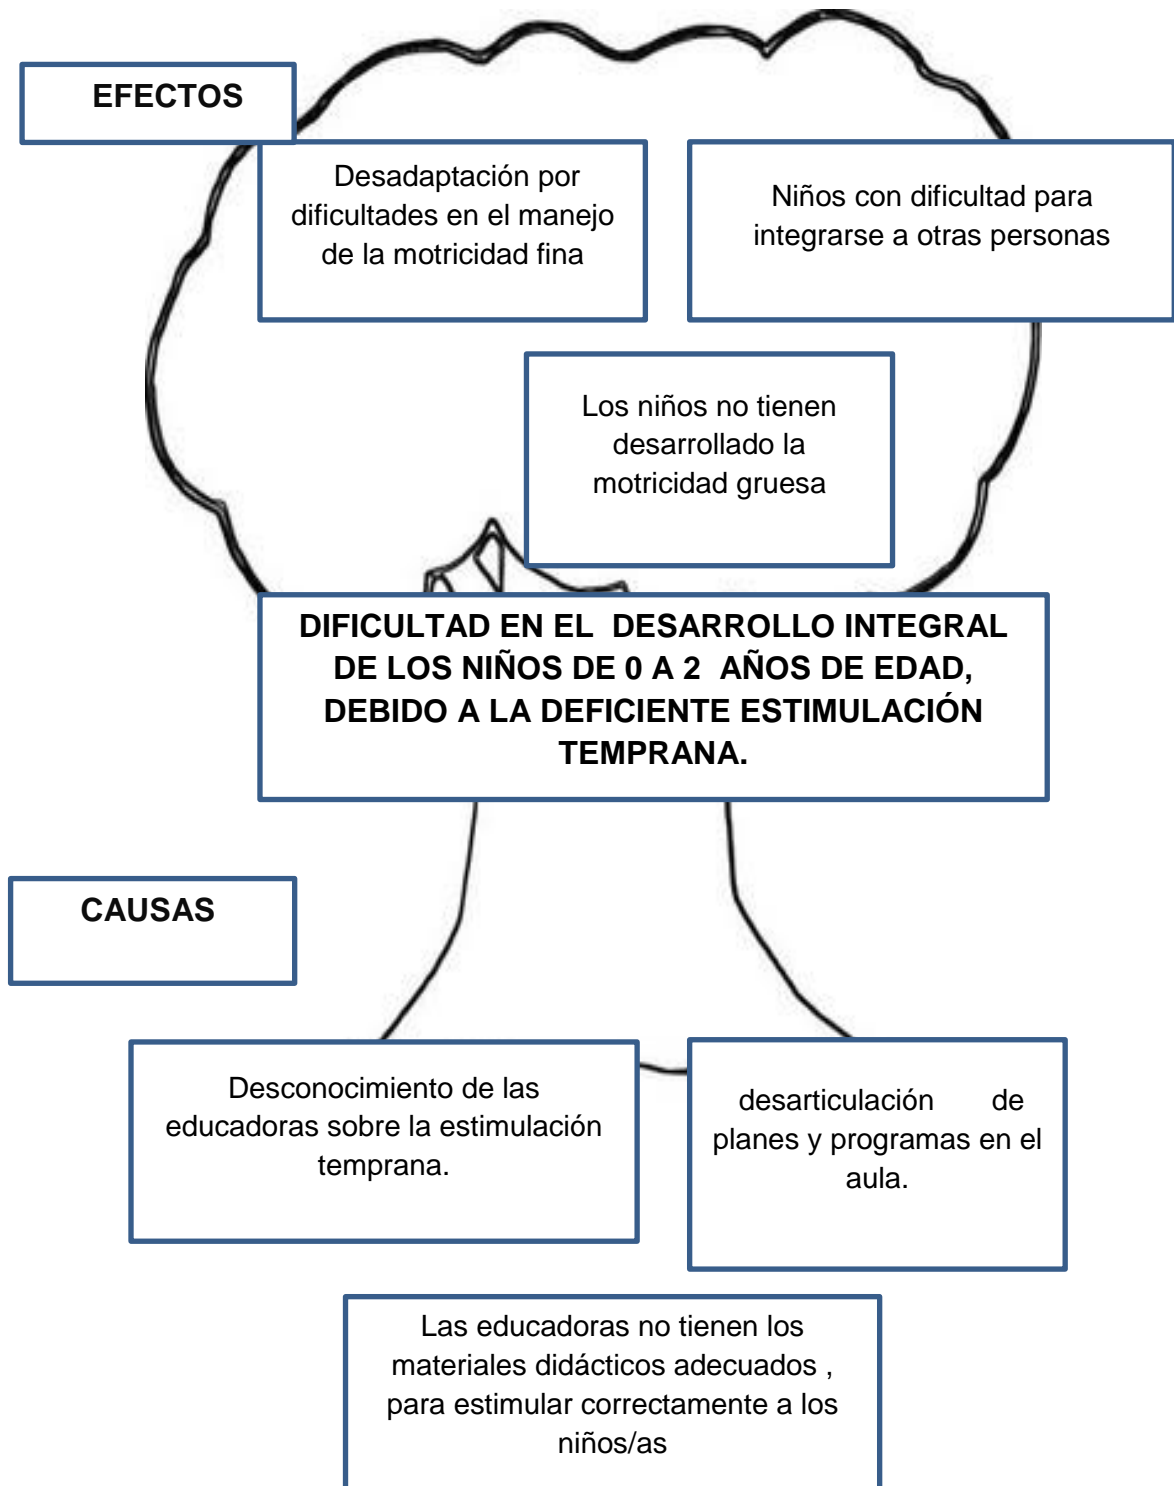 EFECTOS
Desadaptación por
dificultades en el manejo
de la motricidad fina
Niños con dificultad para
integrarse a otras personas
Los niños no tienen
desarrollado la
motricidad gruesa
DIFICULTAD EN EL DESARROLLO INTEGRAL
DE LOS NIÑOS DE 0 A 2 AÑOS DE EDAD,
DEBIDO A LA DEFICIENTE ESTIMULACIÓN
TEMPRANA.
CAUSAS
Desconocimiento de las
educadoras sobre la estimulación
temprana.
desarticulación de
planes y programas en el
aula.
Las educadoras no tienen los
materiales didácticos adecuados ,
para estimular correctamente a los
niños/as